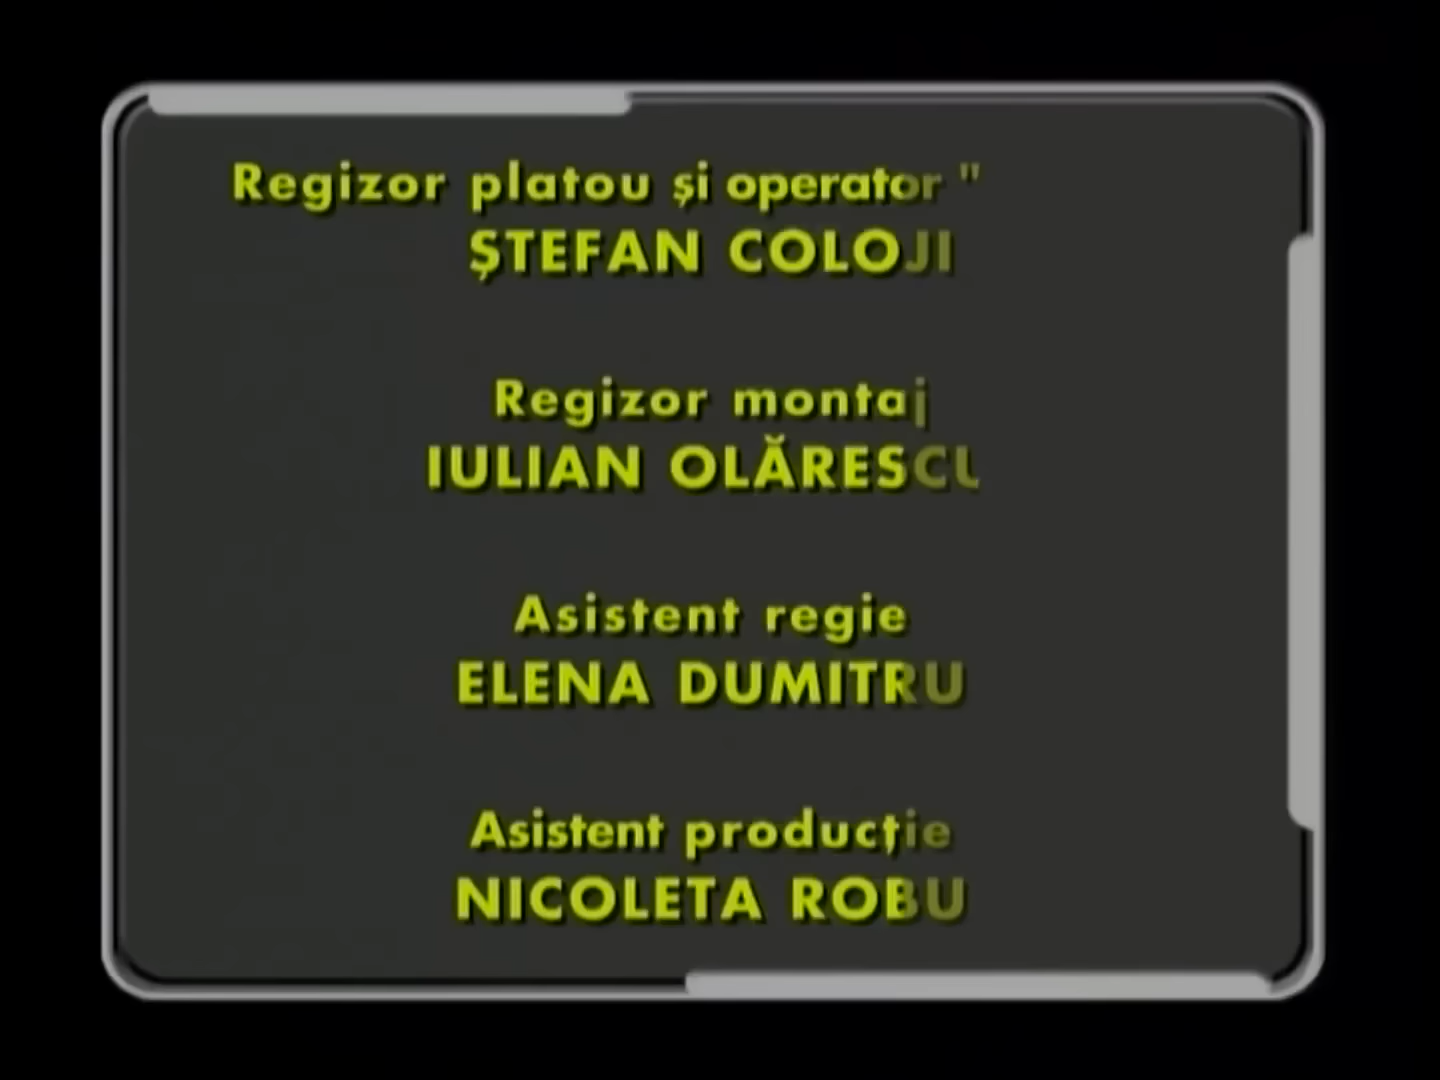 Regizor platou și operator "
ȘTEFAN COLOJI
Regizor montaj
IULIAN OLĂRESCU
Asistent regie
ELENA DUMITRU
Asistent producție
NICOLETA ROBU